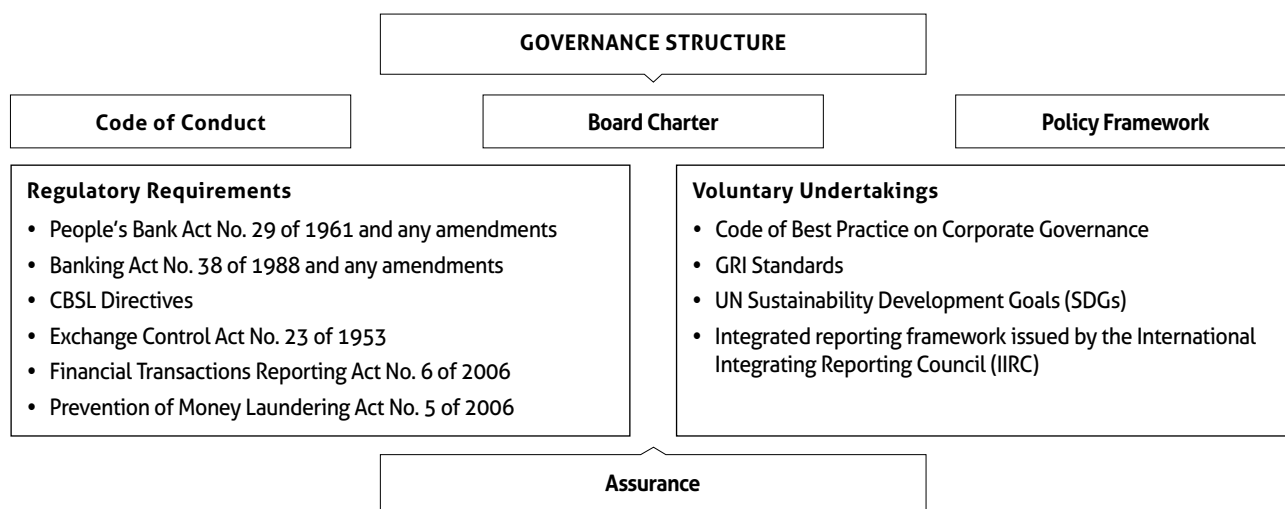 GOVERNANCE STRUCTURE
Code of Conduct
Board Charter
Policy Framework
Regulatory Requirements
• People's Bank Act No. 29 of 1961 and any amendments
• Banking Act No. 38 of 1988 and any amendments
• CBSL Directives
• Exchange Control Act No. 23 of 1953
• Financial Transactions Reporting Act No. 6 of 2006
• Prevention of Money Laundering Act No. 5 of 2006
Voluntary Undertakings
• Code of Best Practice on Corporate Governance
• GRI Standards
• UN Sustainability Development Goals (SDGs)
• Integrated reporting framework issued by the International
Integrating Reporting Council (IIRC)
Assurance